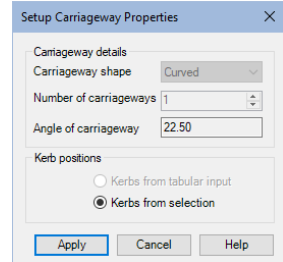 Setup Carriageway Properties
Carriageway details
Carriageway shape Curved
Number of carriageways 1
Angle of carriageway 22.50
Kerb positions
Kerbs from tabular input
Kerbs from selection
Apply Cancel Help